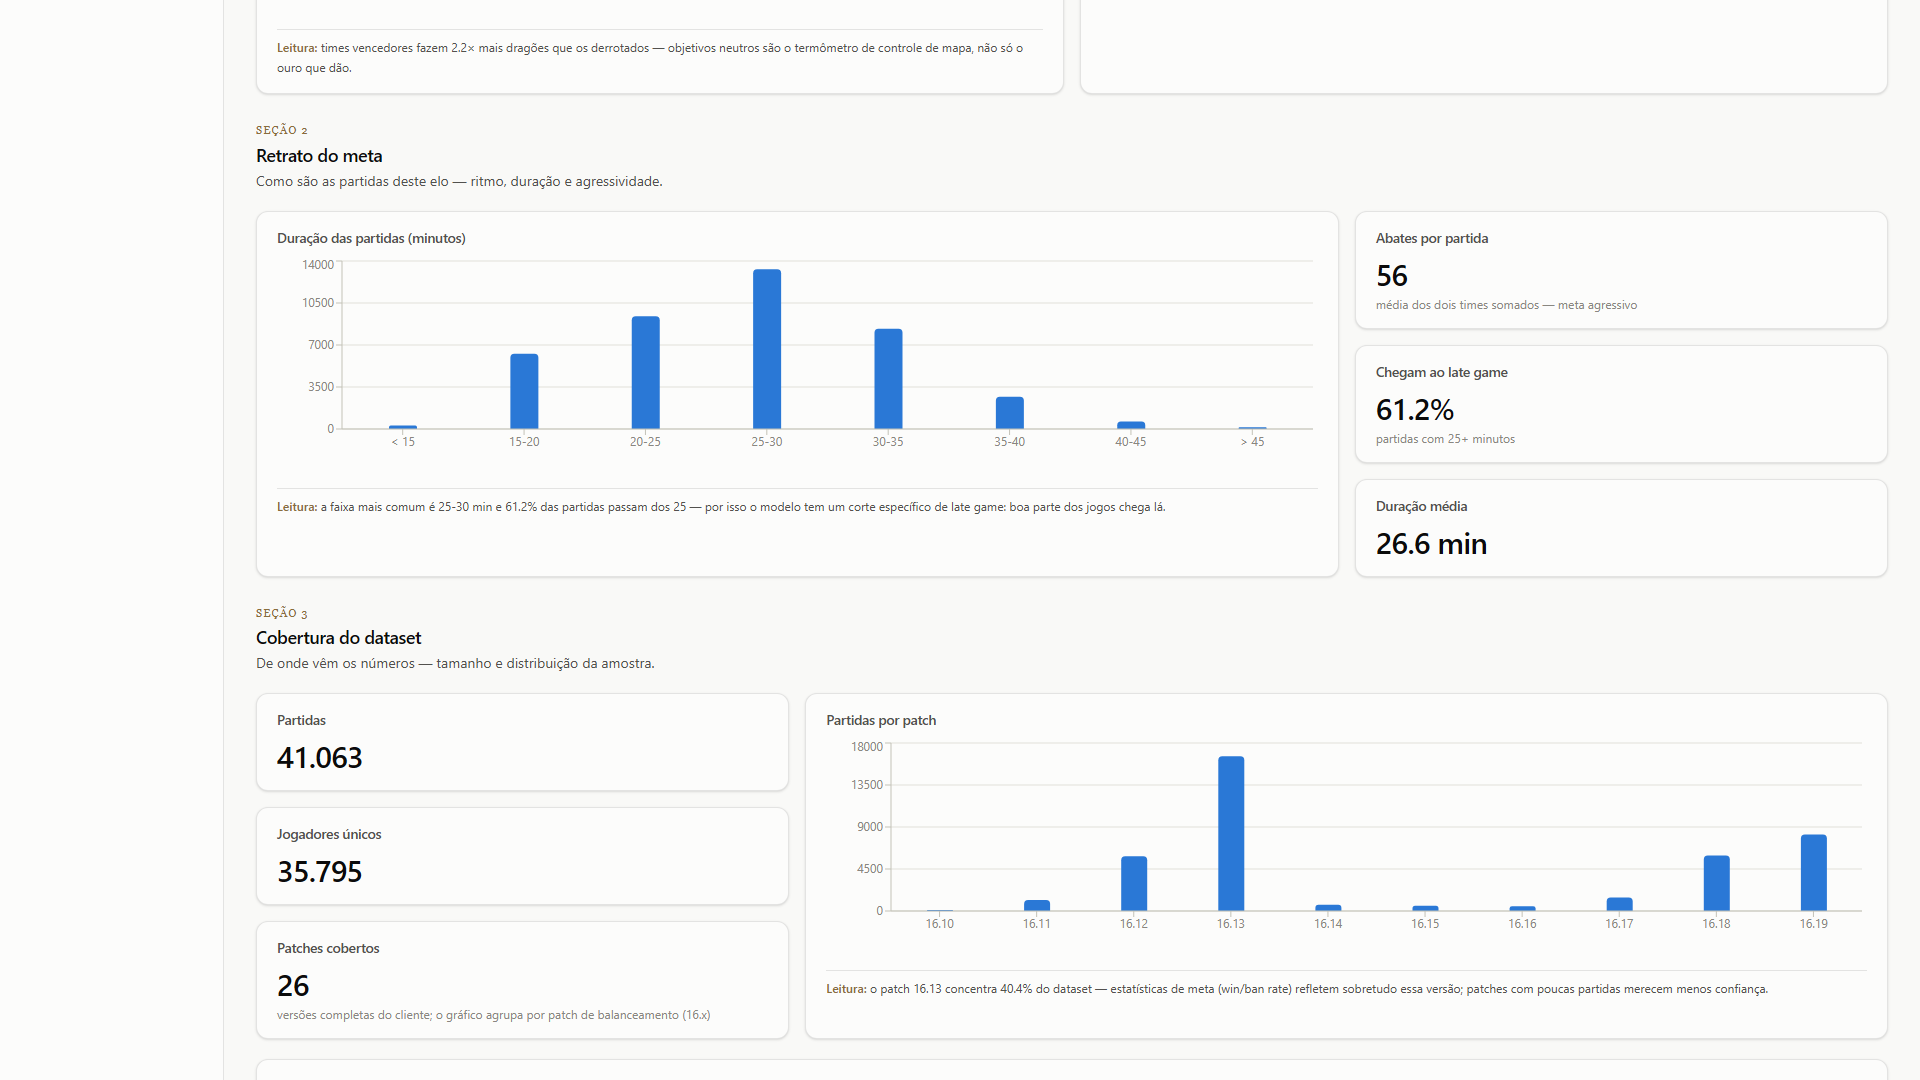 Leitura: times vencedores fazem 2.2× mais dragões que os derrotados — objetivos neutros são o termômetro de controle de mapa, não só o
ouro que dão.
SEÇÃO 2
Retrato do meta
Como são as partidas deste elo — ritmo, duração e agressividade.
Duração das partidas (minutos)
14000
10500
7000
3500
0
< 15
15-20
20-25
25-30
30-35
35-40
40-45
> 45
Leitura: a faixa mais comum é 25-30 min e 61.2% das partidas passam dos 25 — por isso o modelo tem um corte específico de late game: boa parte dos jogos chega lá.
Abates por partida
56
média dos dois times somados — meta agressivo
Chegam ao late game
61.2%
partidas com 25+ minutos
Duração média
26.6 min
SEÇÃO 3
Cobertura do dataset
De onde vêm os números — tamanho e distribuição da amostra.
Partidas
41.063
Jogadores únicos
35.795
Patches cobertos
26
versões completas do cliente; o gráfico agrupa por patch de balanceamento (16.x)
Partidas por patch
18000
13500
9000
4500
0
16.10
16.11
16.12
16.13
16.14
16.15
16.16
16.17
16.18
16.19
Leitura: o patch 16.13 concentra 40.4% do dataset — estatísticas de meta (win/ban rate) refletem sobretudo essa versão; patches com poucas partidas merecem menos confiança.